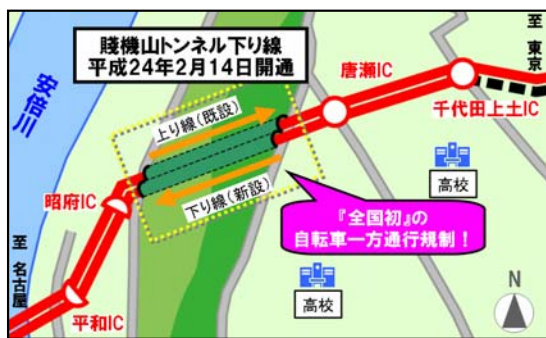 賤機山トンネル下り線
平成24年2月14日開通
至 東京
唐瀬IC
千代田上土IC
安倍川
上り線(既設)
下り線(新設)
昭府IC
高校
『全国初』の
自転車一方通行規制!
至 名古屋
平和IC
高校
N